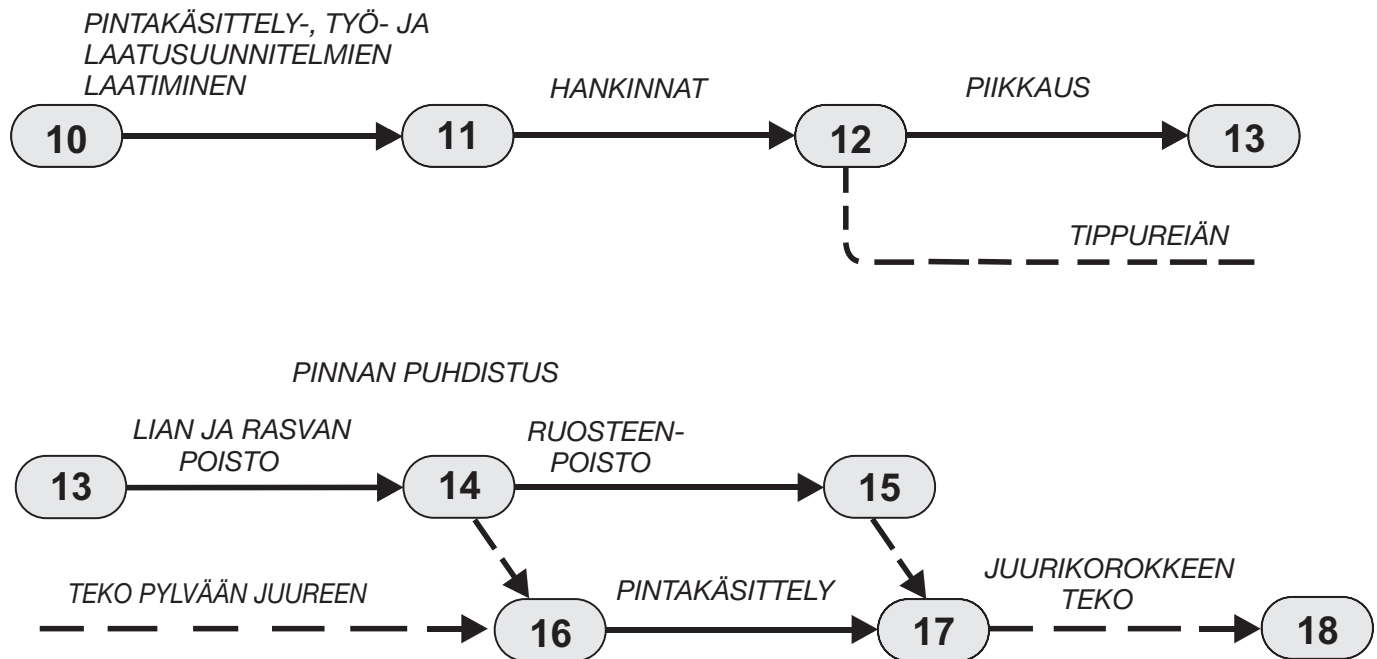 PINTAKÄSITTELY-, TYÖ- JA
LAATUSUUNNITELMIEN
LAATIMINEN
HANKINNAT
PIIKKAUS
10
11
12
13
TIPPUREIÄN
PINNAN PUHDISTUS
LIAN JA RASVAN
POISTO
RUOSTEEN-
POISTO
13
14
15
TEKO PYLVÄÄN JUUREEN
PINTAKÄSITTELY
JUURIKOROKKEEN
TEKO
16
17
18